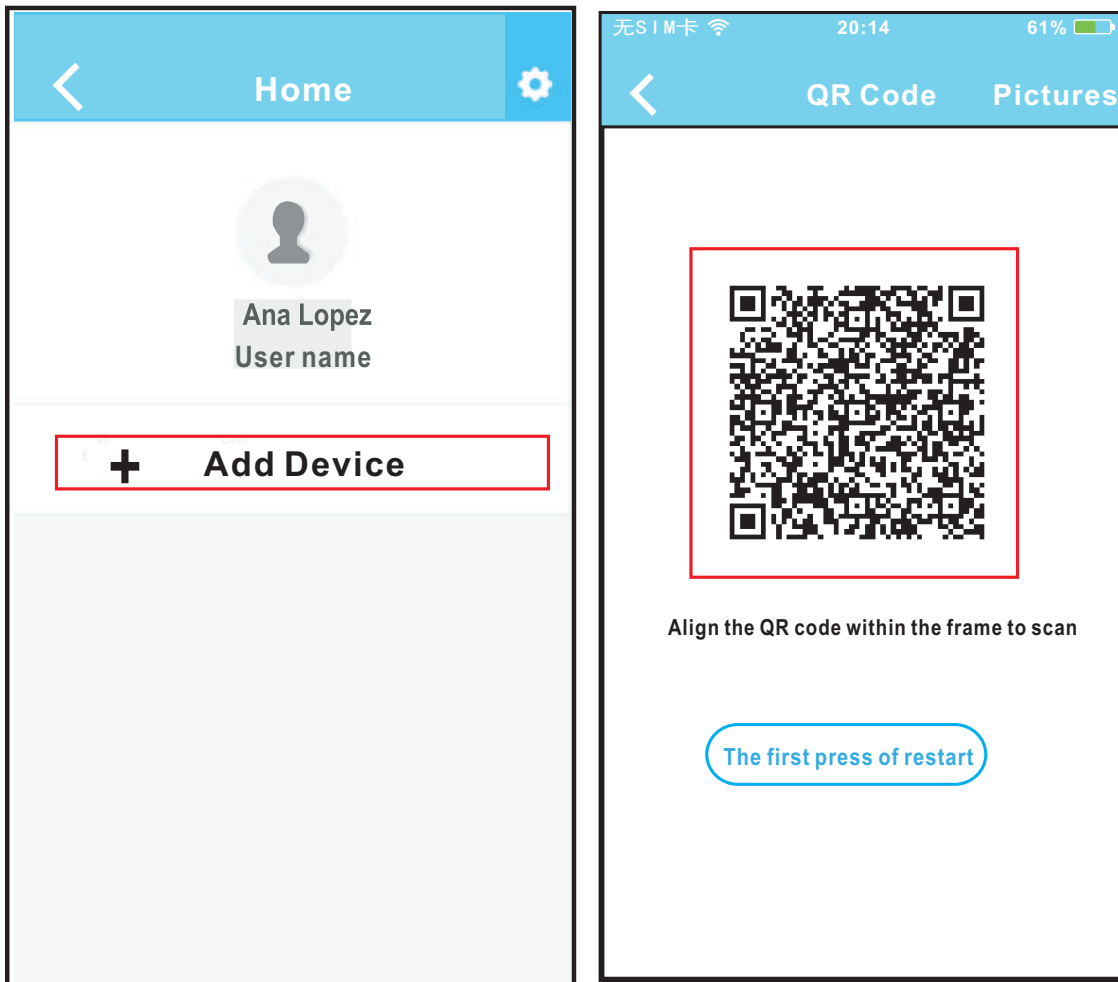 Home
Ana Lopez
User name
+ Add Device
无SIM卡 20:14 61%
QR Code Pictures
Align the QR code within the frame to scan
The first press of restart